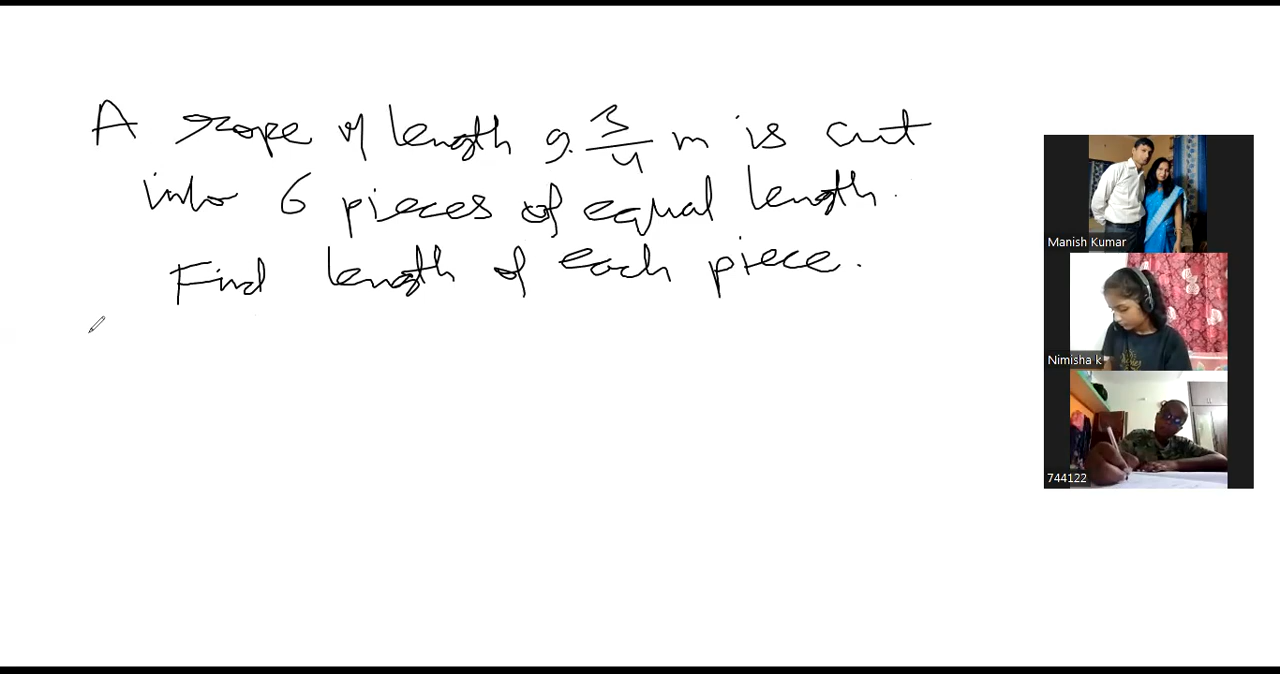 A rope of length 9. 3/4 m is cut
into 6 pieces of equal length.
Find length of each piece.
Manish Kumar
Nimisha k
744122